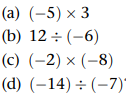 (a) (−5) × 3
(b) 12 ÷ (−6)
(c) (−2) × (−8)
(d) (−14) ÷ (−7)